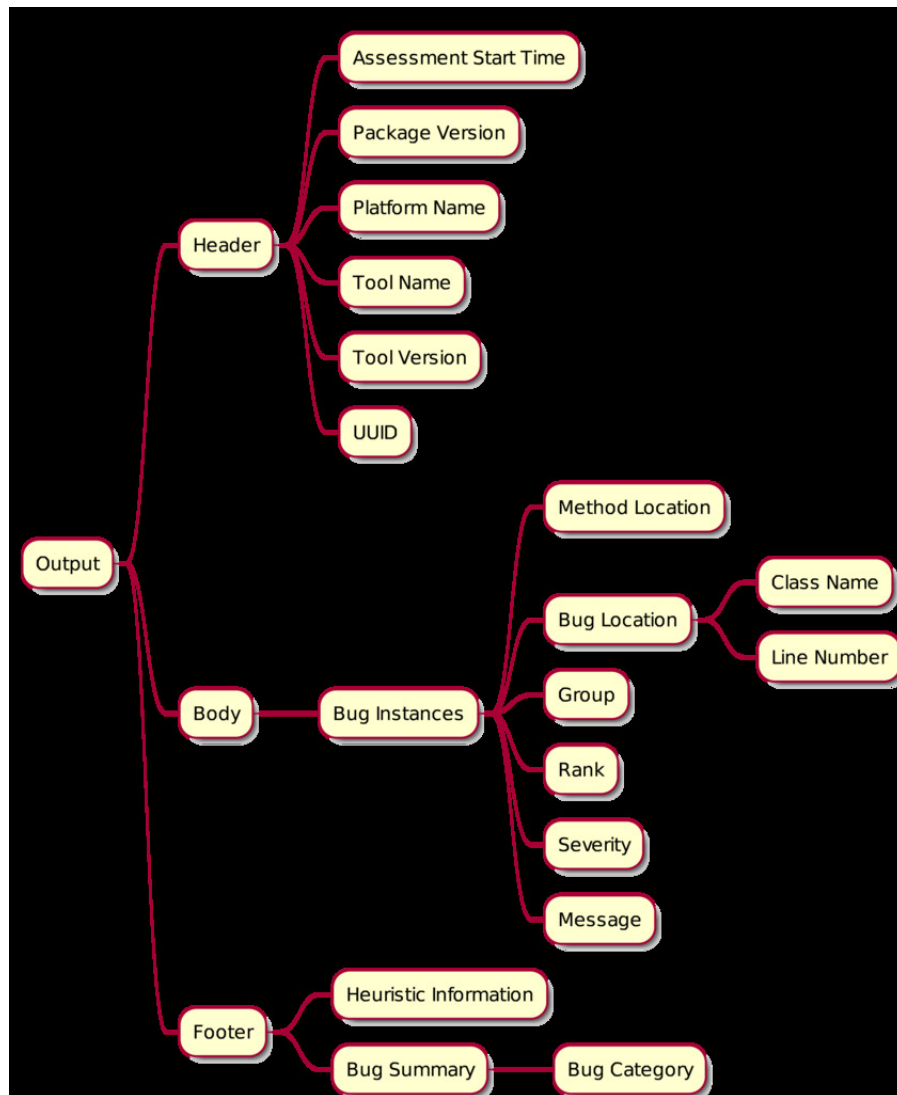 Assessment Start Time
Package Version
Platform Name
Header
Tool Name
Tool Version
UUID
Method Location
Output
Class Name
Bug Location
Line Number
Group
Body
Bug Instances
Rank
Severity
Message
Heuristic Information
Footer
Bug Summary
Bug Category